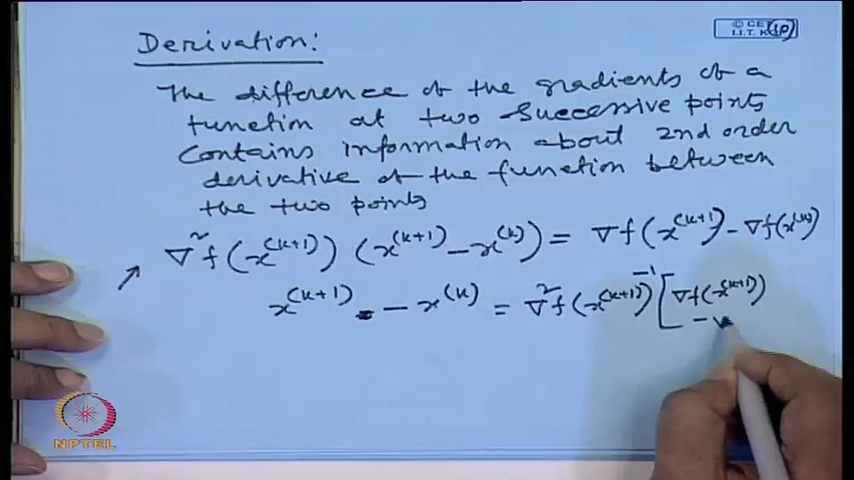 © CET
I.I.T. KGP
Derivation:
The difference of the gradients of a
function at two successive points
contains information about 2nd order
derivative of the function between
the two points
∇²f(x^(k+1)) (x^(k+1) - x^(k)) = ∇f(x^(k+1)) - ∇f(x^(k))
x^(k+1) - x^(k) = ∇²f(x^(k+1))^-1 [∇f(x^(k+1))
-
NPTEL